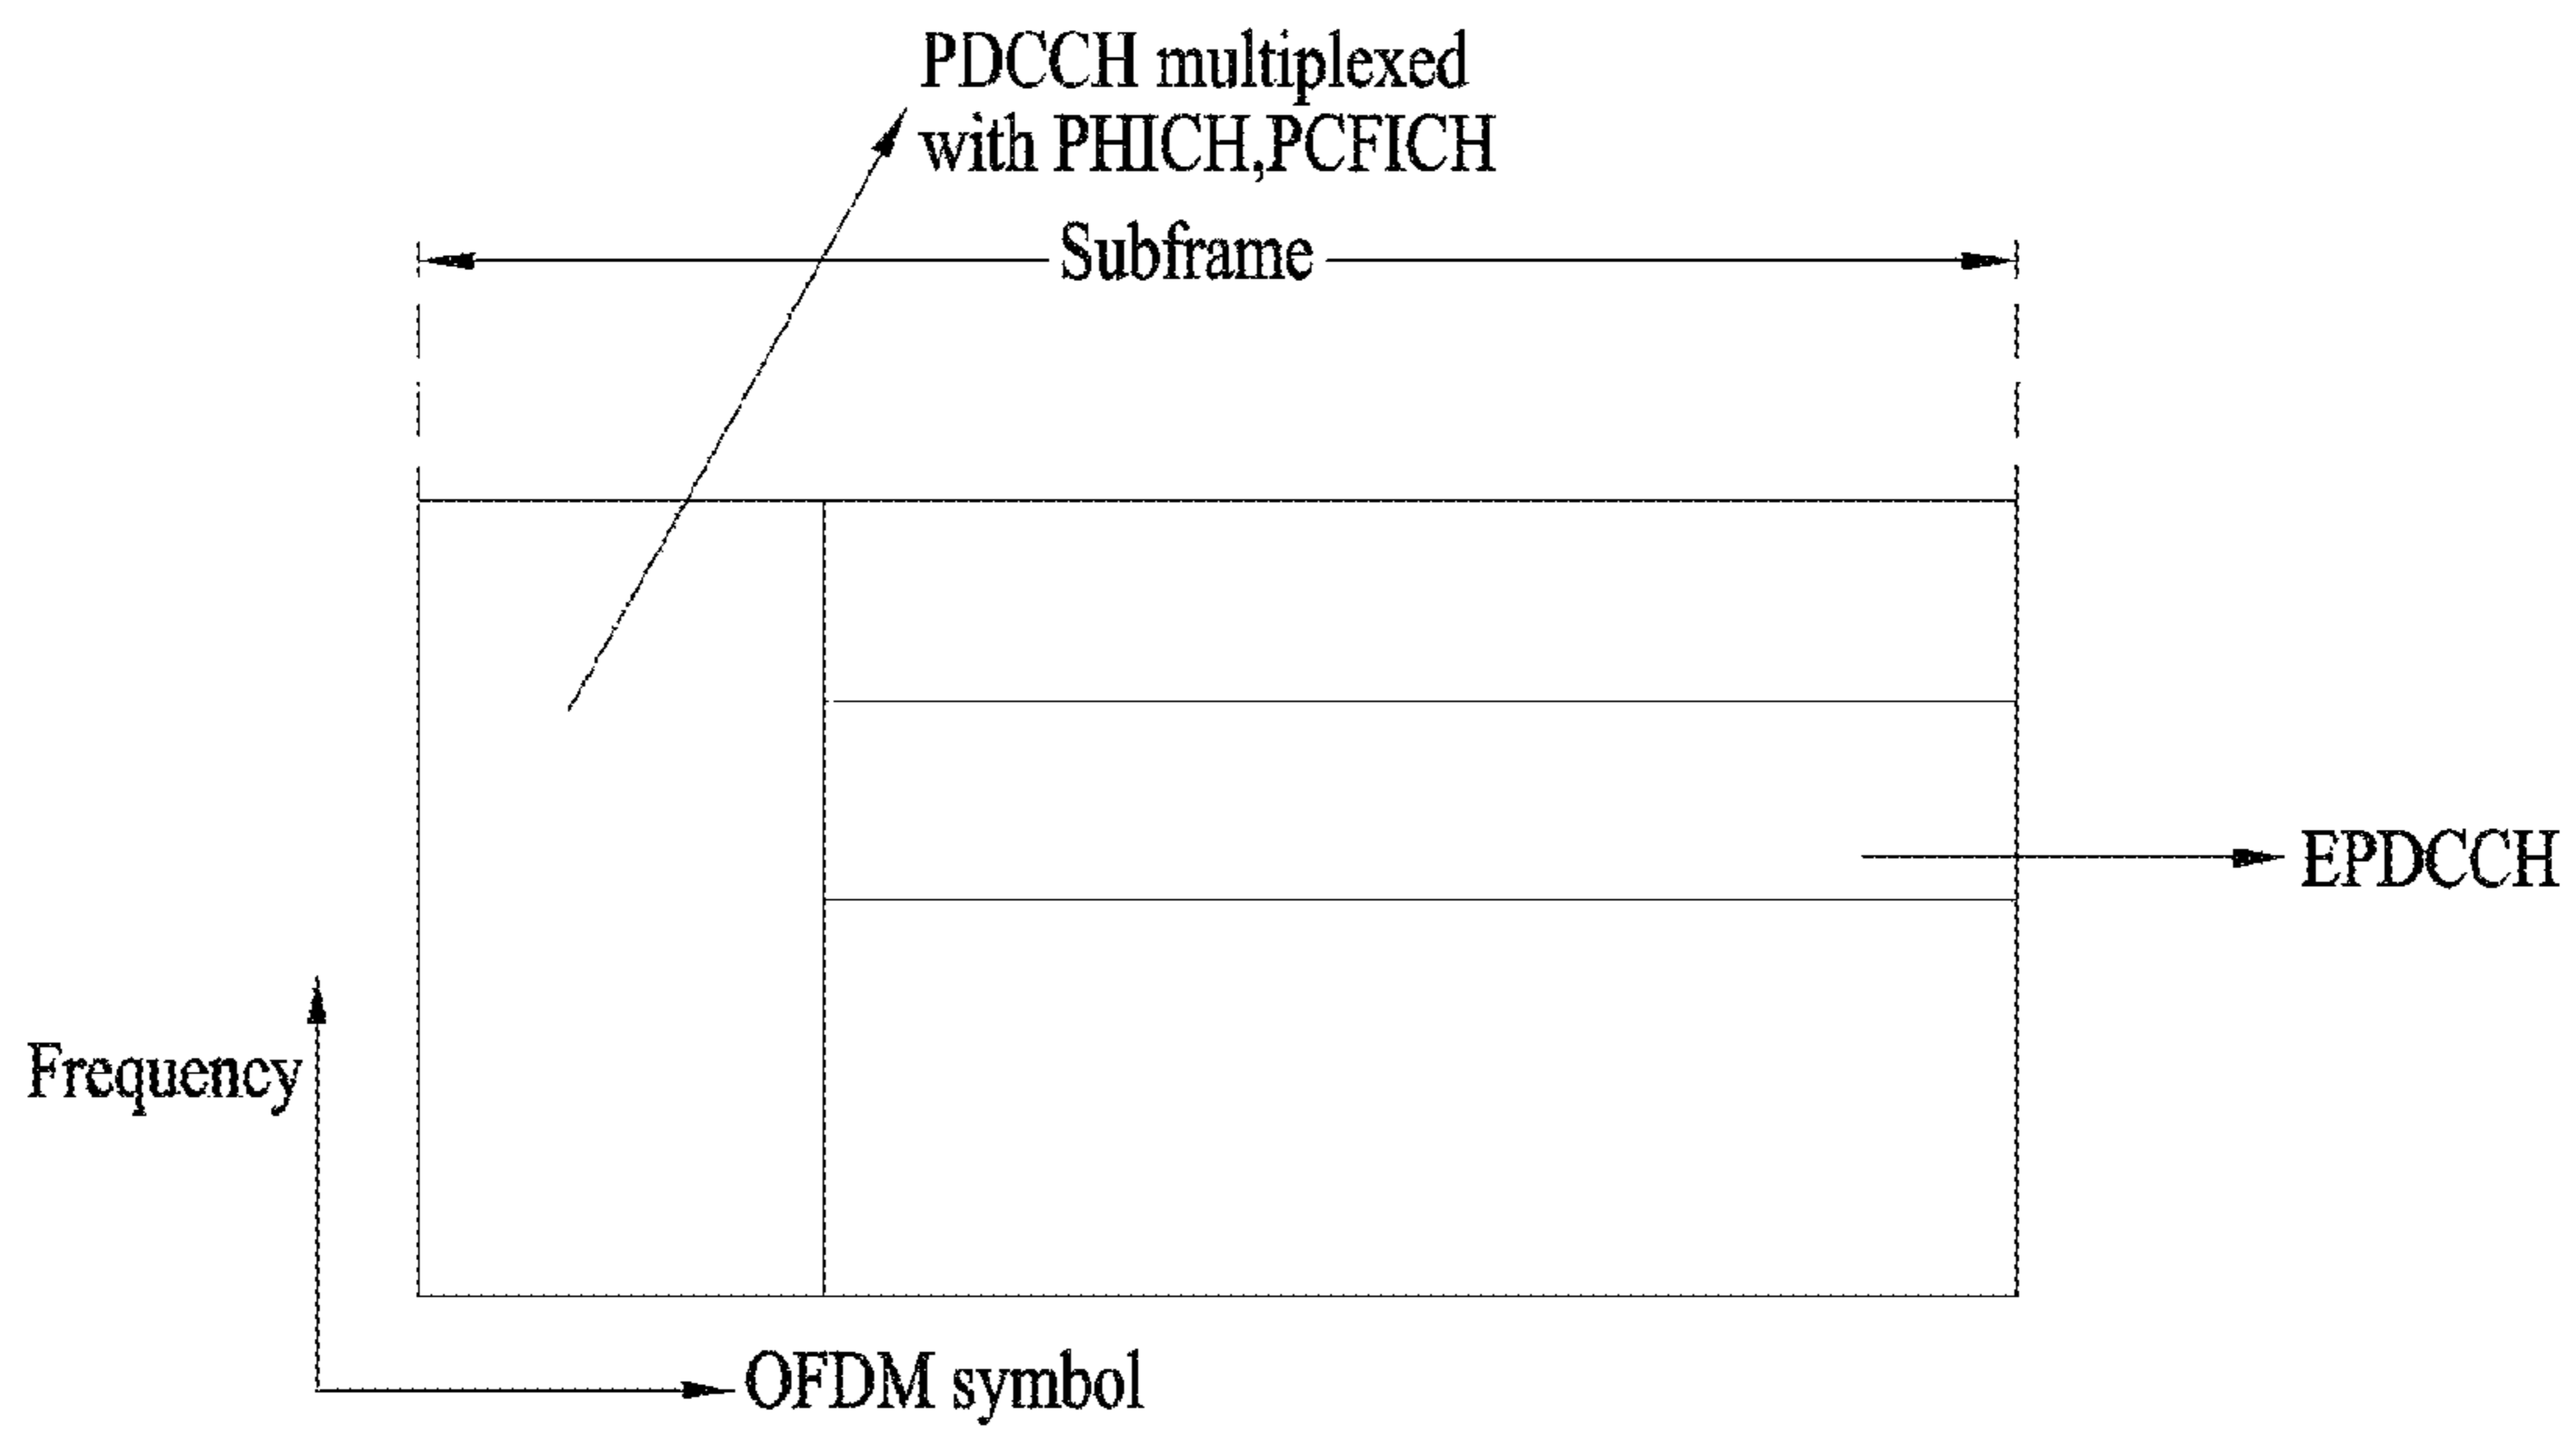 PDCCH multiplexed
with PHICH,PCFICH
Subframe
EPDCCH
Frequency
OFDM symbol